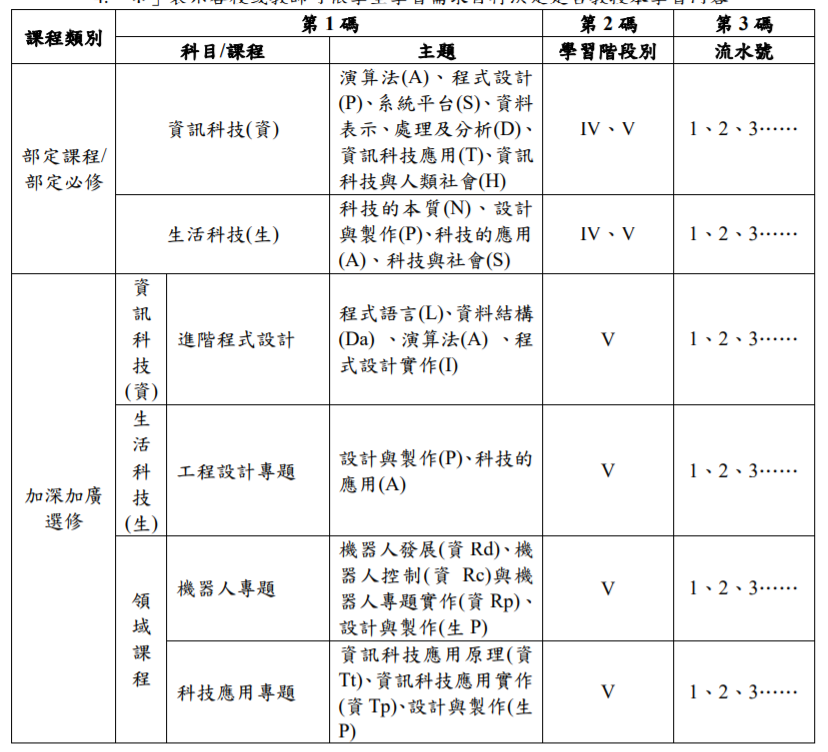 課程類別 第 1 碼 第 2 碼 第 3 碼
科目/課程 主題 學習階段別 流水號
部定課程/
部定必修
資訊科技(資)
演算法(A)、程式設計
(P)、系統平台(S)、資料
表示、處理及分析(D)、
資訊科技應用(T)、資訊
科技與人類社會(H)
IV、V
1、2、3……
生活科技(生)
科技的本質(N)、設計
與製作(P)、科技的應用
(A)、科技與社會(S)
IV、V
1、2、3……
加深加廣
選修
資
訊
科
技
(資)
進階程式設計
程式語言(L)、資料結構
(Da) 、演算法(A) 、程
式設計實作(I)
V
1、2、3……
生
活
科
技
(生)
工程設計專題
設計與製作(P)、科技的
應用(A)
V
1、2、3……
領
域
課
程
機器人專題
機器人發展(資 Rd)、機
器人控制(資 Rc)與機
器人專題實作(資 Rp)、
設計與製作(生 P)
V
1、2、3……
科技應用專題
資訊科技應用原理(資
Tt)、資訊科技應用實作
(資 Tp)、設計與製作(生
P)
V
1、2、3……